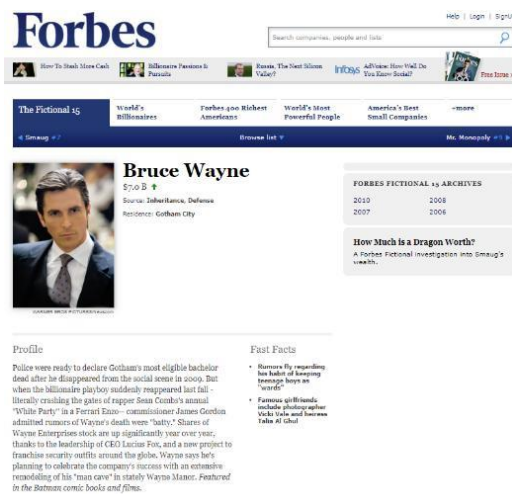 Help | Login | SignU
Forbes
Search companies, people and lists
How To Stash More Cash
Billionaire Passions &
Pursuits
Russia, The Next Silicon
Valley?
Infosys
AdVoice: How Well Do
You Know Social?
Free Issue
The Fictional 15
World's
Billionaires
Forbes 400 Richest
Americans
World's Most
Powerful People
America's Best
Small Companies
+more
Smaug #7
Browse list
Mr. Monopoly #9
Bruce Wayne
$7.0 B
Source: Inheritance, Defense
Residence: Gotham City
FORBES FICTIONAL 15 ARCHIVES
2010 2008
2007 2006
How Much is a Dragon Worth?
A Forbes Fictional investigation into Smaug's
wealth.
Profile
Police were ready to declare Gotham's most eligible bachelor
dead after he disappeared from the social scene in 2009. But
when the billionaire playboy suddenly reappeared last fall -
literally crashing the gates of rapper Sean Combs's annual
"White Party" in a Ferrari Enzo-- commissioner James Gordon
admitted rumors of Wayne's death were "batty." Shares of
Wayne Enterprises stock are up significantly year over year,
thanks to the leadership of CEO Lucius Fox, and a new project to
franchise security outfits around the globe. Wayne says he's
planning to celebrate the company's success with an extensive
remodeling of his "man cave" in stately Wayne Manor. Featured
in the Batman comic books and films.
Fast Facts
Rumors fly regarding
his habit of keeping
teenage boys as
"wards"
Famous girlfriends
include photographer
Vicki Vale and heiress
Talia Al Ghul